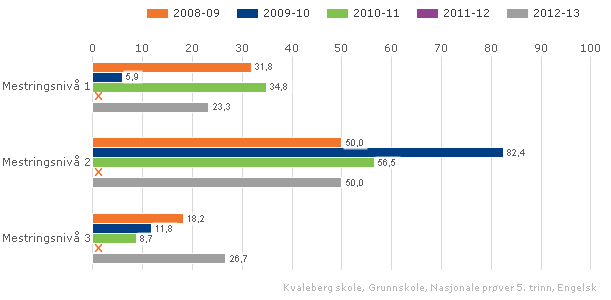 2008-09 2009-10 2010-11 2011-12 2012-13
0 10 20 30 40 50 60 70 80 90 100
31,8
5,9
Mestringsnivå 1 34,8
×
23,3
50,0
82,4
Mestringsnivå 2 56,5
×
50,0
18,2
11,8
Mestringsnivå 3 8,7
×
26,7
Kvaleberg skole, Grunnskole, Nasjonale prøver 5. trinn, Engelsk